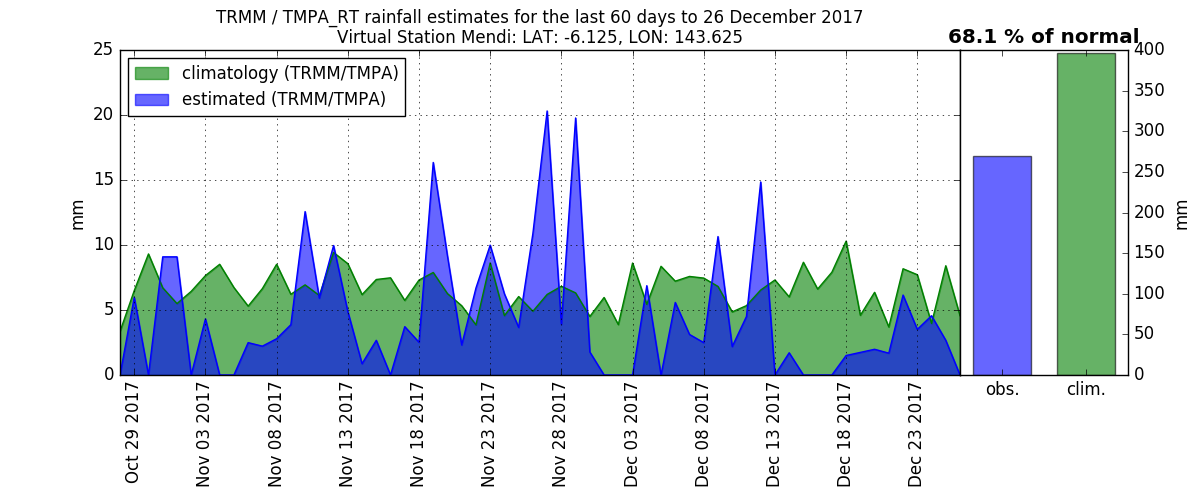 TRMM / TMPA_RT rainfall estimates for the last 60 days to 26 December 2017
Virtual Station Mendi: LAT: -6.125, LON: 143.625
68.1 % of normal
climatology (TRMM/TMPA)
estimated (TRMM/TMPA)
mm
25
20
15
10
5
0
Oct 29 2017
Nov 03 2017
Nov 08 2017
Nov 13 2017
Nov 18 2017
Nov 23 2017
Nov 28 2017
Dec 03 2017
Dec 08 2017
Dec 13 2017
Dec 18 2017
Dec 23 2017
obs.
clim.
400
350
300
250
200
150
100
50
0
mm